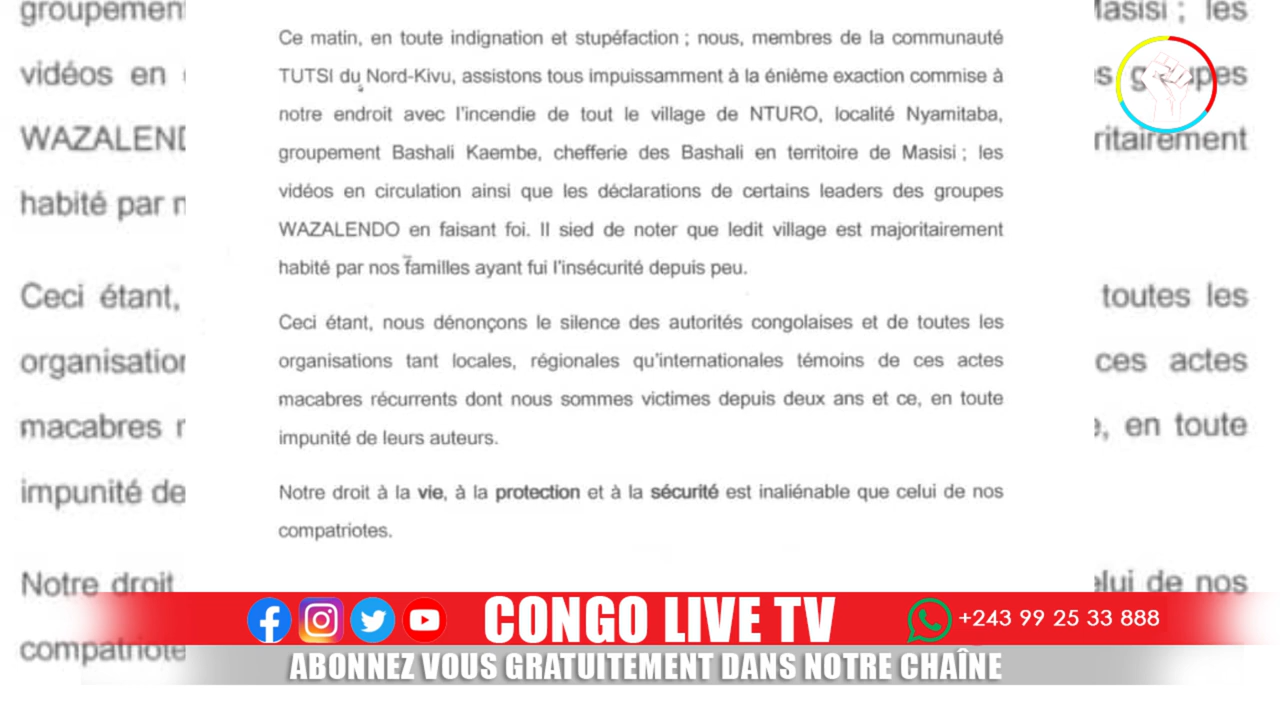 groupemen
vidéos en
WAZALEND
habité par
Ceci étant,
organisation
macabres
impunité de
Notre droit
compatriote
Ce matin, en toute indignation et stupéfaction ; nous, membres de la communauté
TUTSI du Nord-Kivu, assistons tous impuissamment à la énième exaction commise à
notre endroit avec l'incendie de tout le village de NTURO, localité Nyamitaba,
groupement Bashali Kaembe, chefferie des Bashali en territoire de Masisi ; les
vidéos en circulation ainsi que les déclarations de certains leaders des groupes
WAZALENDO en faisant foi. Il sied de noter que ledit village est majoritairement
habité par nos familles ayant fui l'insécurité depuis peu.
Ceci étant, nous dénonçons le silence des autorités congolaises et de toutes les
organisations tant locales, régionales qu'internationales témoins de ces actes
macabres récurrents dont nous sommes victimes depuis deux ans et ce, en toute
impunité de leurs auteurs.
Notre droit à la vie, à la protection et à la sécurité est inaliénable que celui de nos
compatriotes.
Masisi ; les
groupes
ritairement
toutes les
ces actes
, en toute
elui de nos
CONGO LIVE TV
+243 99 25 33 888
ABONNEZ VOUS GRATUITEMENT DANS NOTRE CHAÎNE